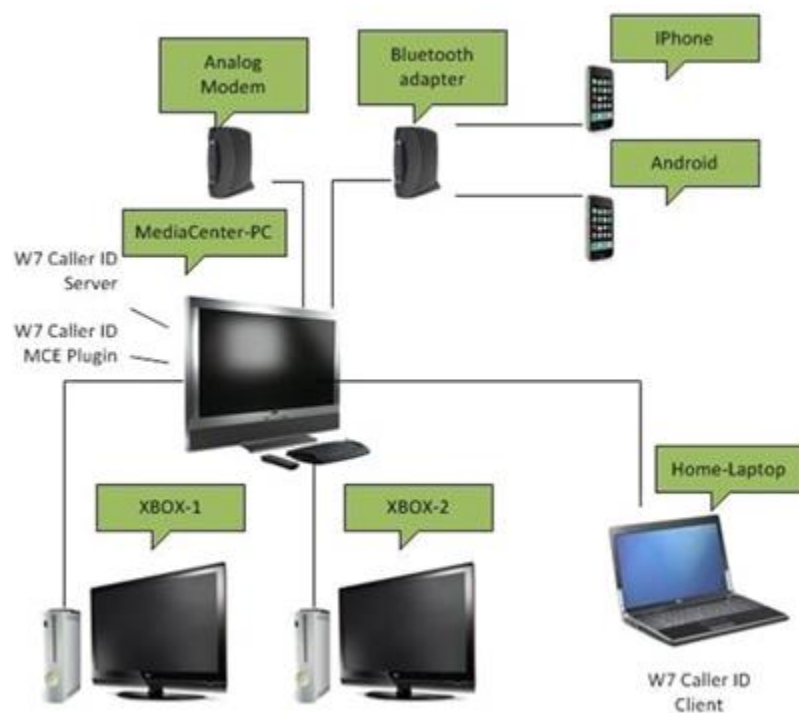 Analog
Modem
Bluetooth
adapter
IPhone
Android
MediaCenter-PC
W7 Caller ID
Server
W7 Caller ID
MCE Plugin
Home-Laptop
XBOX-1
XBOX-2
W7 Caller ID
Client